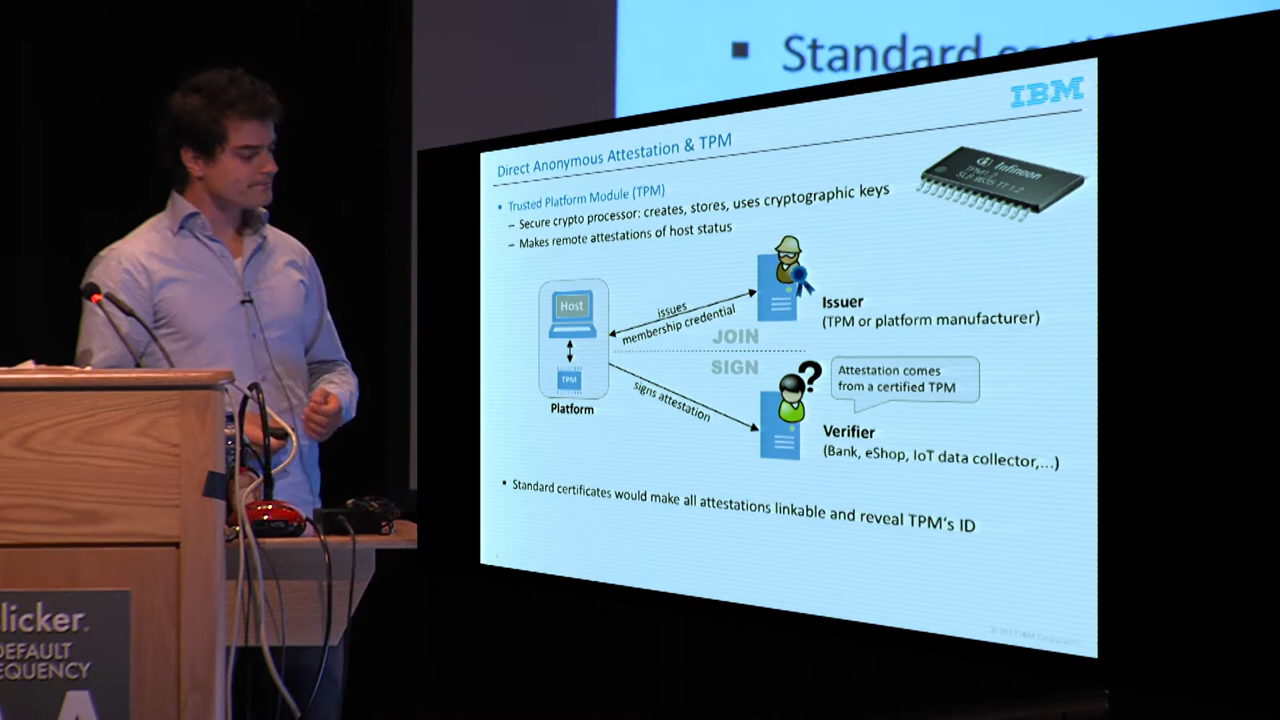 Standard
IBM
Direct Anonymous Attestation & TPM
Infineon
• Trusted Platform Module (TPM)
– Secure crypto processor: creates, stores, uses cryptographic keys
– Makes remote attestations of host status
Host
TPM
Platform
issues
membership credential
Issuer
(TPM or platform manufacturer)
JOIN
SIGN
signs attestation
?
Attestation comes
from a certified TPM
Verifier
(Bank, eShop, IoT data collector,...)
• Standard certificates would make all attestations linkable and reveal TPM's ID
licker.
DEFAULT
EQUENCY
A